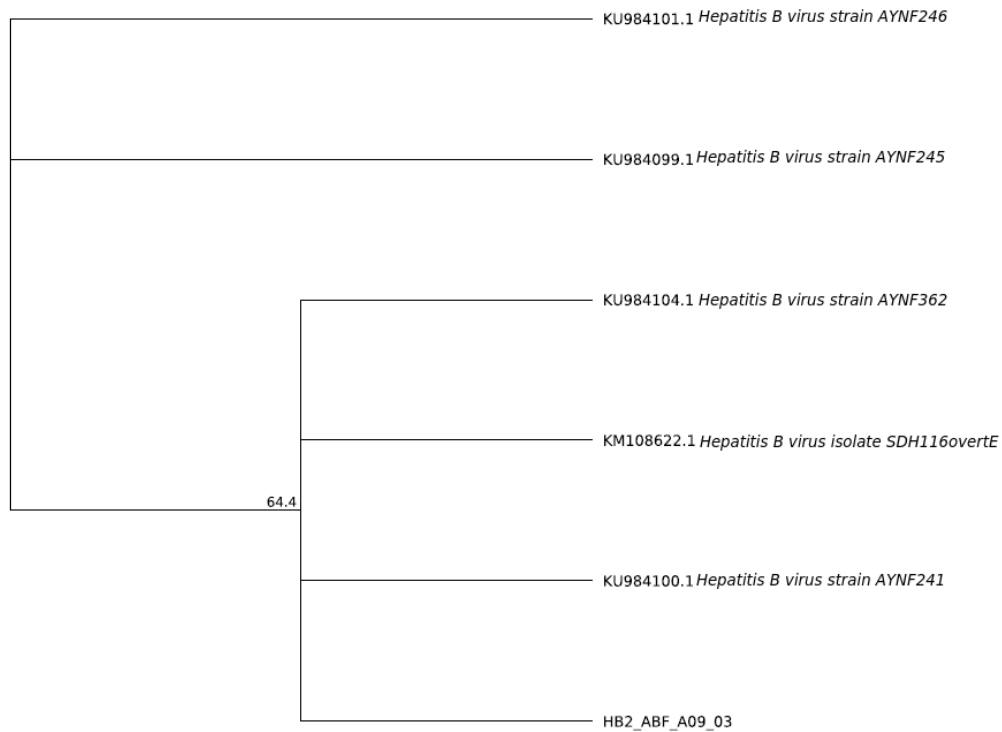 KU984101.1 Hepatitis B virus strain AYNF246
KU984099.1 Hepatitis B virus strain AYNF245
KU984104.1 Hepatitis B virus strain AYNF362
KM108622.1 Hepatitis B virus isolate SDH116overtE
64.4
KU984100.1 Hepatitis B virus strain AYNF241
HB2_ABF_A09_03